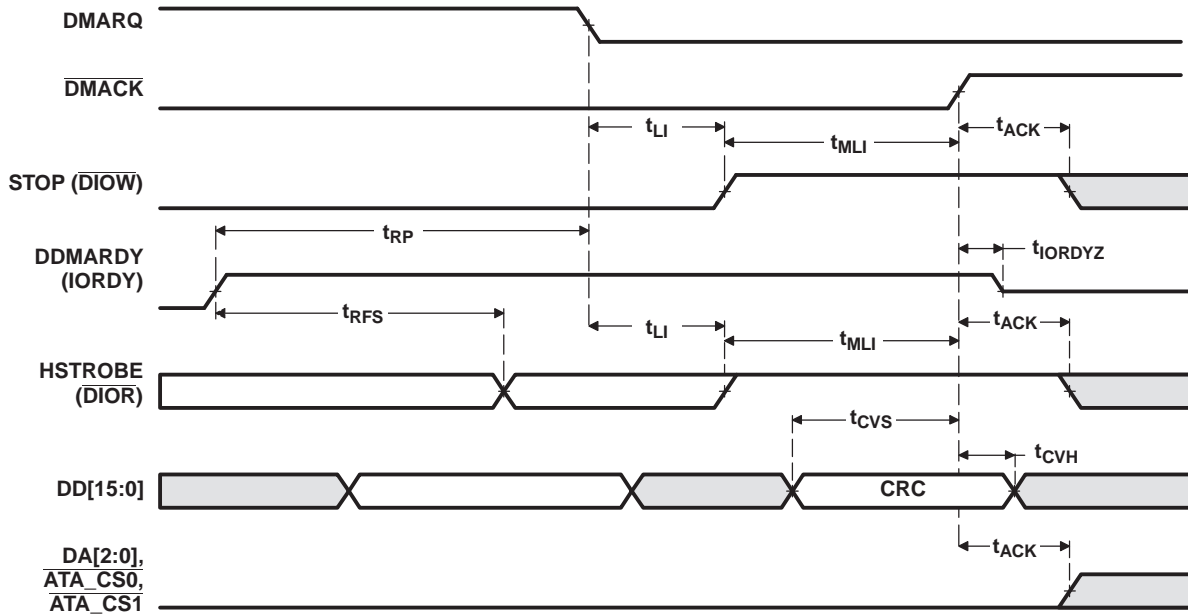 DMARQ
DMACK
tLI
tMLI
tACK
STOP (DIOW)
tRP
DDMARDY
(IORDY)
tIORDYZ
tRFS
tLI
tMLI
tACK
HSTROBE
(DIOR)
tCVS
tCVH
DD[15:0]
CRC
tACK
DA[2:0],
ATA_CS0,
ATA_CS1